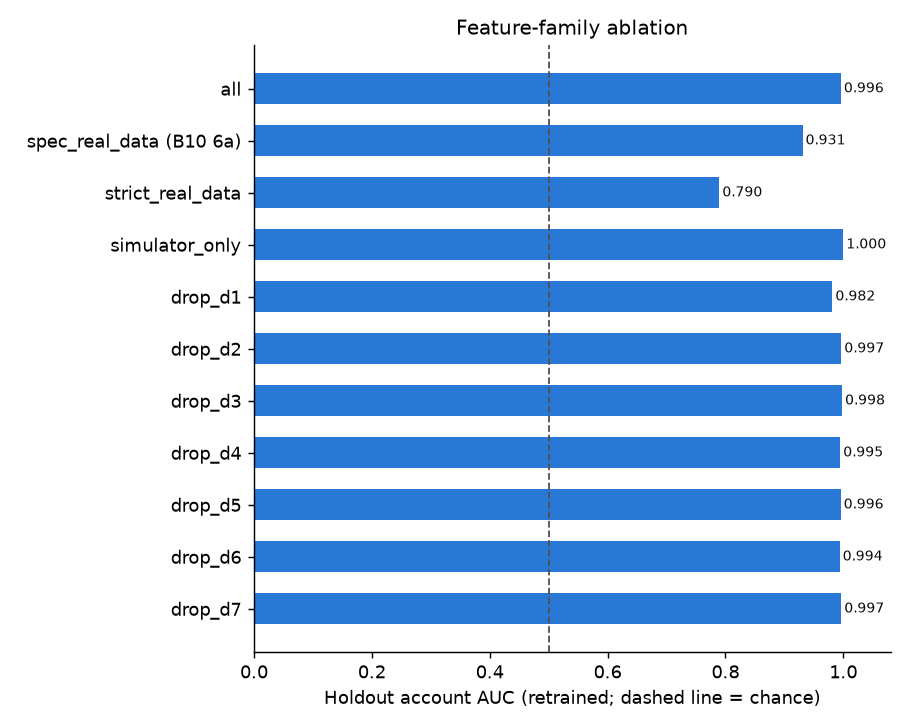 Feature-family ablation
all 0.996
spec_real_data (B10 6a) 0.931
strict_real_data 0.790
simulator_only 1.000
drop_d1 0.982
drop_d2 0.997
drop_d3 0.998
drop_d4 0.995
drop_d5 0.996
drop_d6 0.994
drop_d7 0.997
0.0 0.2 0.4 0.6 0.8 1.0
Holdout account AUC (retrained; dashed line = chance)